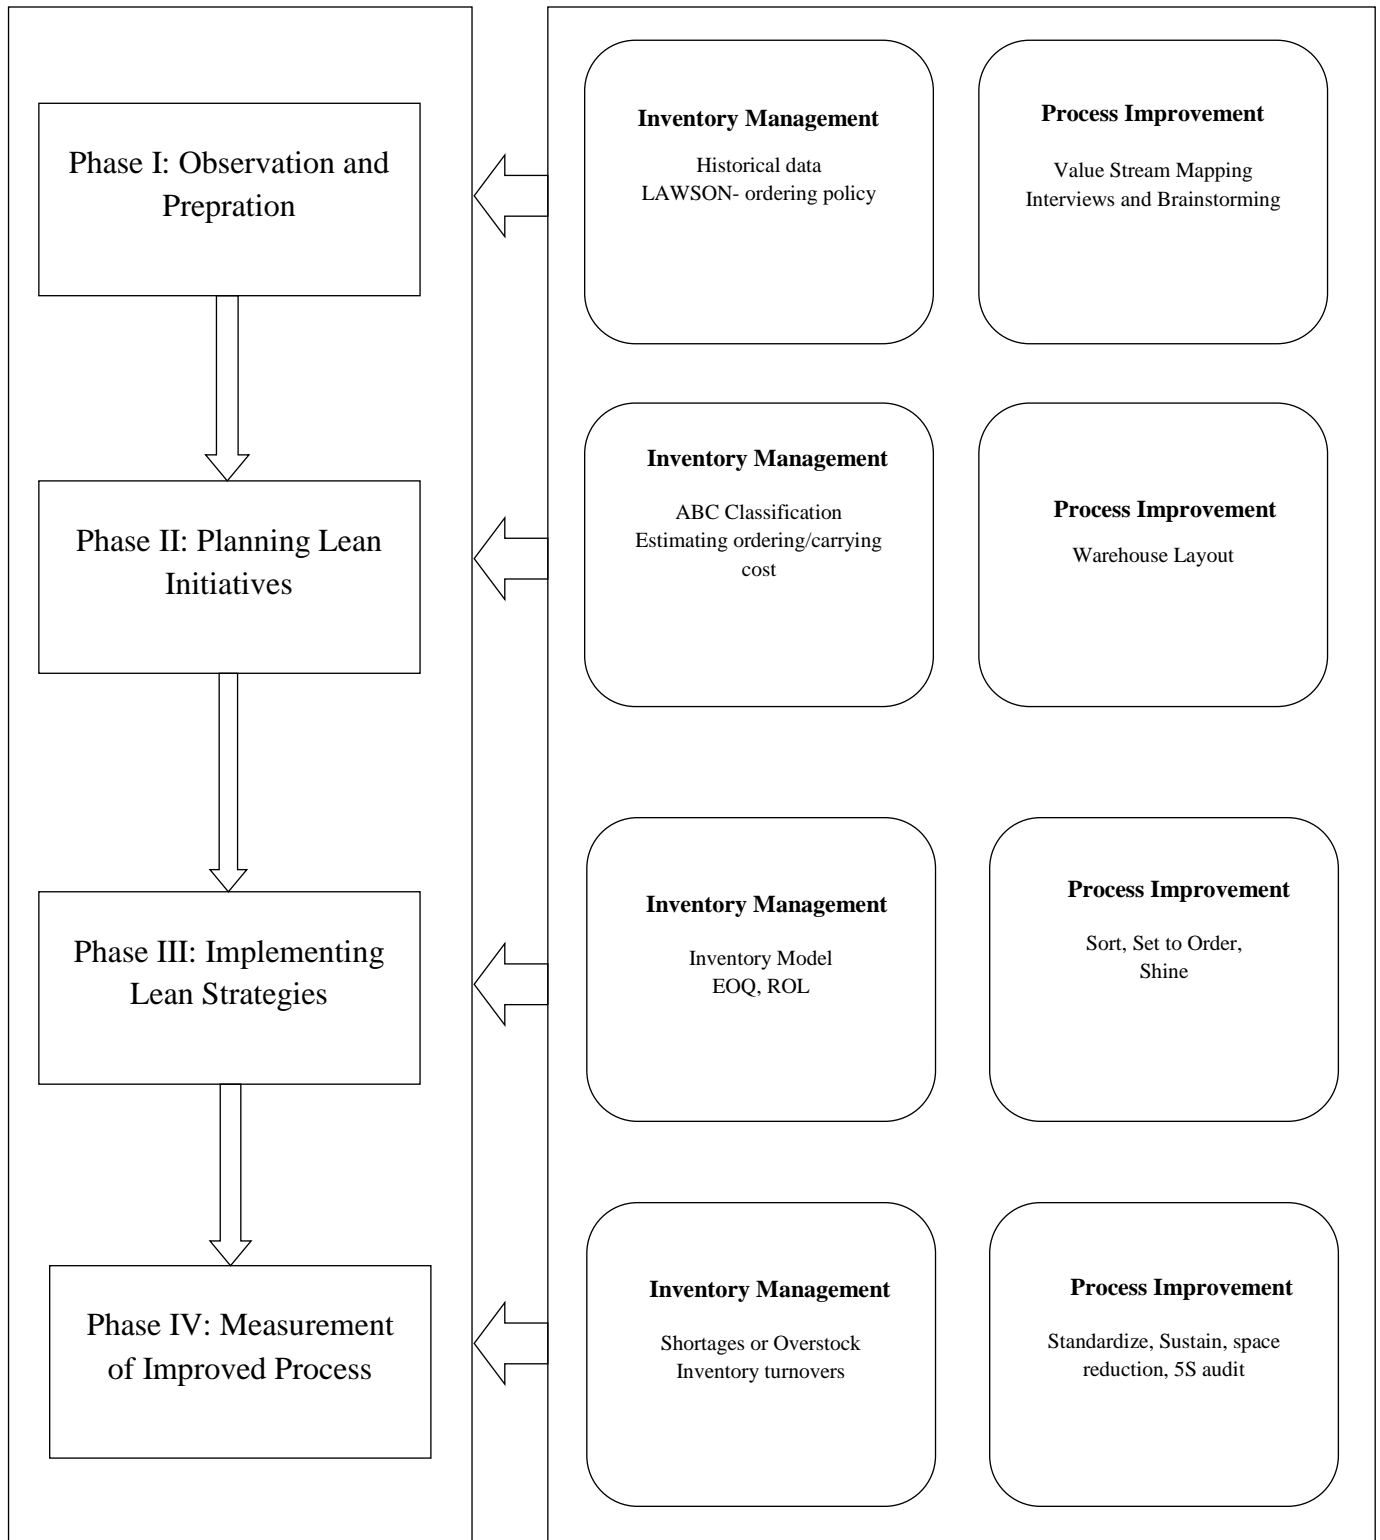 Phase I: Observation and
Prepration
Inventory Management
Historical data
LAWSON- ordering policy
Process Improvement
Value Stream Mapping
Interviews and Brainstorming
Phase II: Planning Lean
Initiatives
Inventory Management
ABC Classification
Estimating ordering/carrying
cost
Process Improvement
Warehouse Layout
Phase III: Implementing
Lean Strategies
Inventory Management
Inventory Model
EOQ, ROL
Process Improvement
Sort, Set to Order,
Shine
Phase IV: Measurement
of Improved Process
Inventory Management
Shortages or Overstock
Inventory turnovers
Process Improvement
Standardize, Sustain, space
reduction, 5S audit